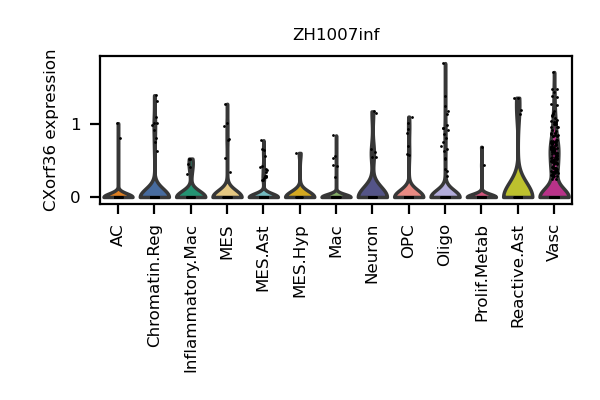 ZH1007inf
CXorf36 expression
1
0
AC
Chromatin.Reg
Inflammatory.Mac
MES
MES.Ast
MES.Hyp
Mac
Neuron
OPC
Oligo
Prolif.Metab
Reactive.Ast
Vasc